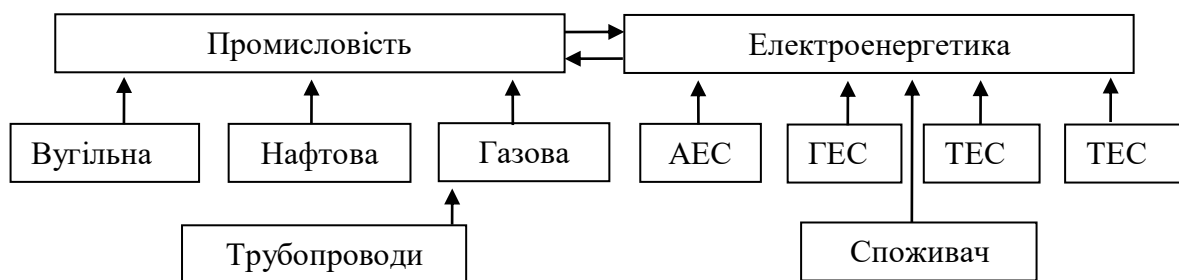 Промисловість
Електроенергетика
Вугільна
Нафтова
Газова
АЕС
ГЕС
ТЕС
ТЕС
Трубопроводи
Споживач